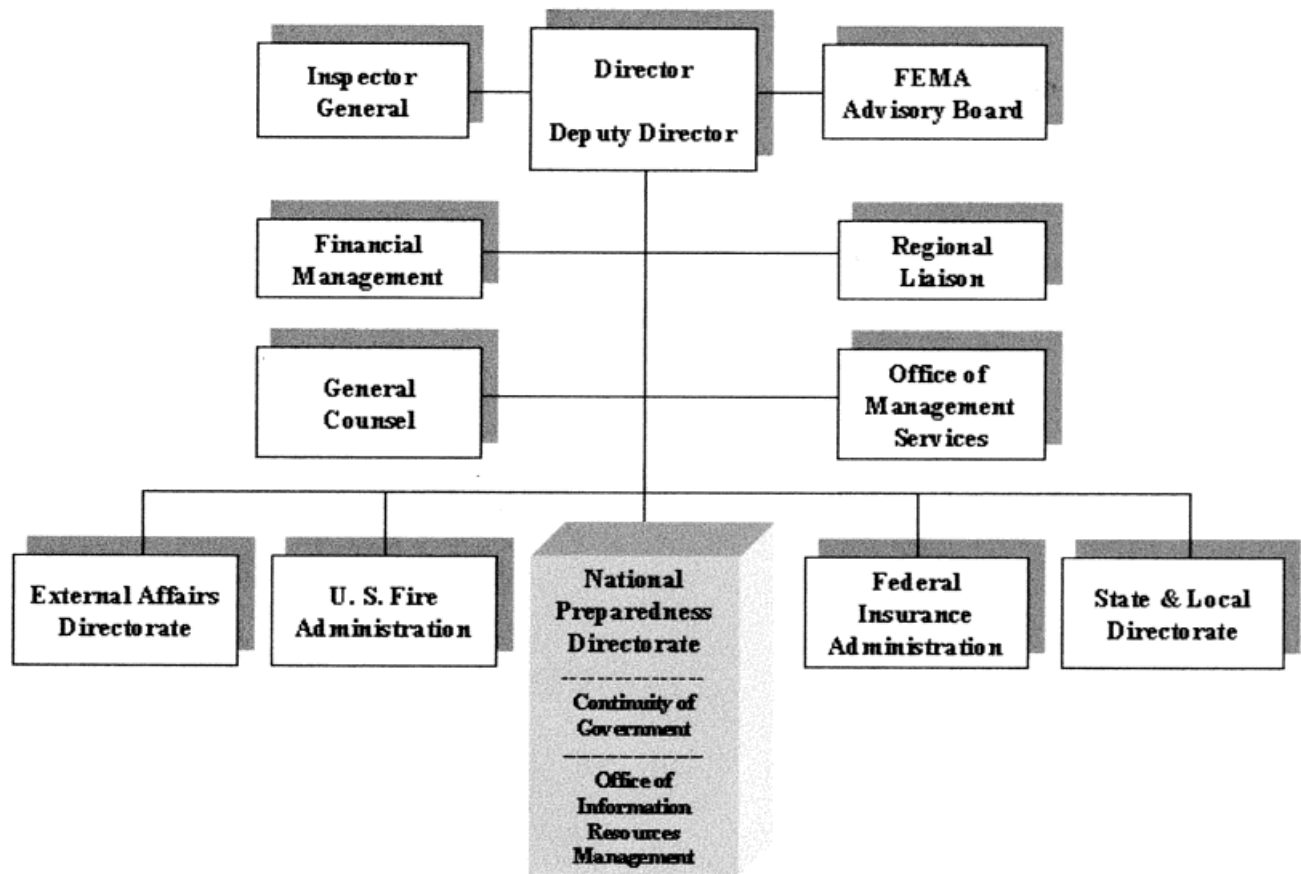 Inspector
General
Director
Deputy Director
FEMA
Advisory Board
Financial
Management
Regional
Liaison
General
Counsel
Office of
Management
Services
External Affairs
Directorate
U. S. Fire
Administration
National
Preparedness
Directorate
Continuity of
Government
Office of
Information
Resources
Management
Federal
Insurance
Administration
State & Local
Directorate